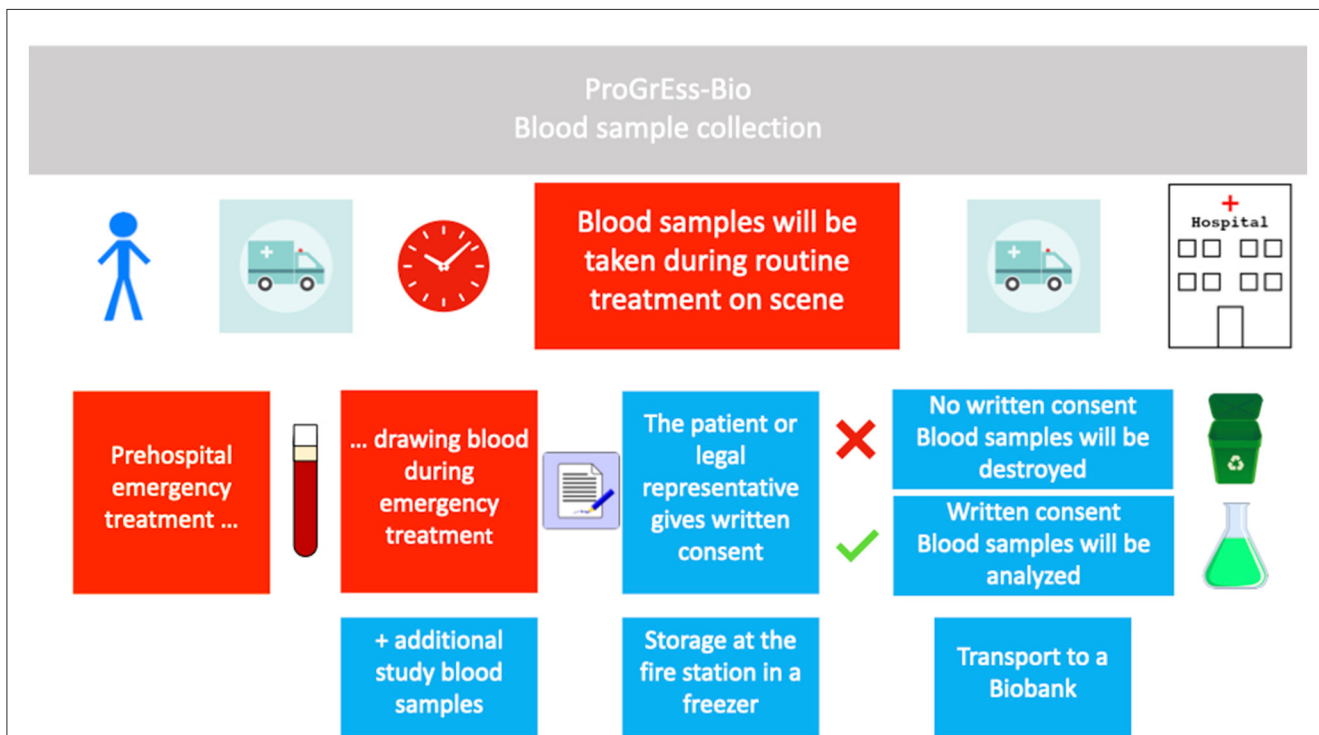 ProGrEss-Bio
Blood sample collection
Blood samples will be
taken during routine
treatment on scene
Hospital
Prehospital
emergency
treatment ...
... drawing blood
during
emergency
treatment
The patient or
legal
representative
gives written
consent
No written consent
Blood samples will be
destroyed
Written consent
Blood samples will be
analyzed
+ additional
study blood
samples
Storage at the
fire station in a
freezer
Transport to a
Biobank